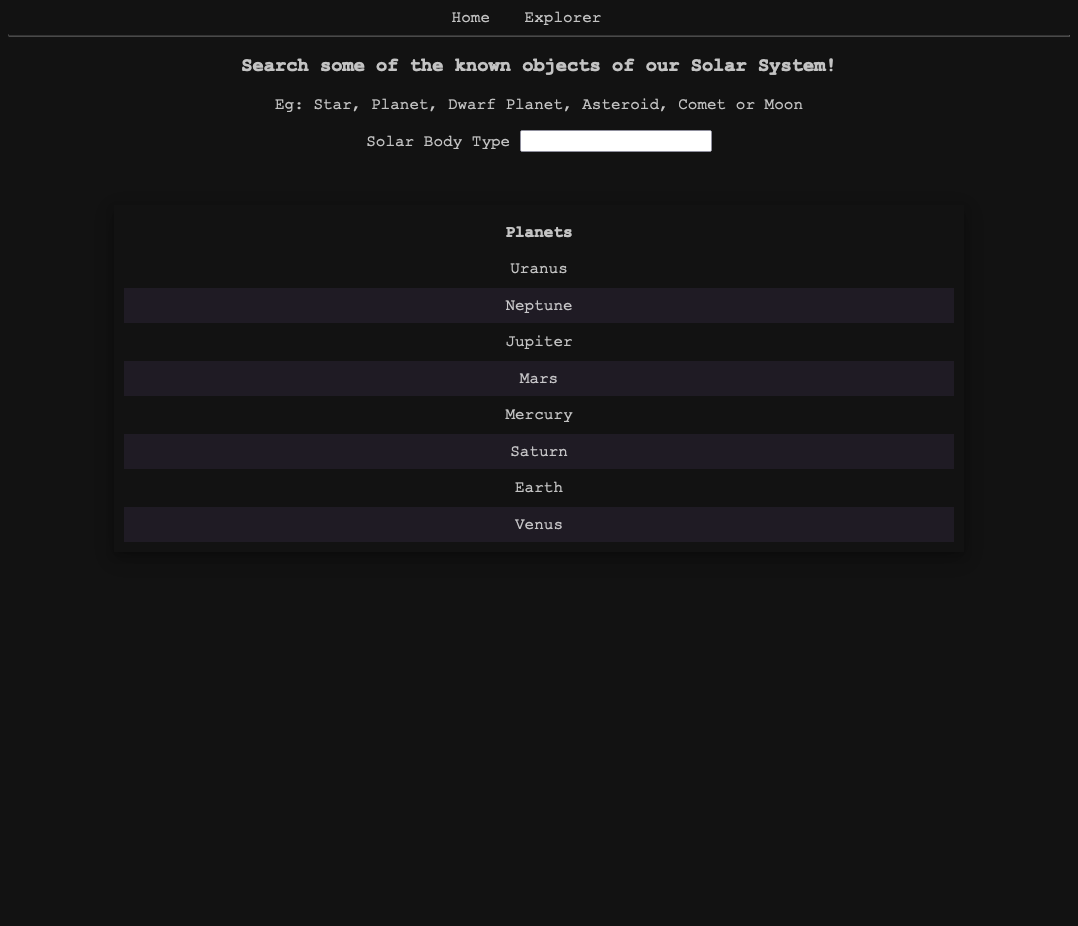 Home Explorer
Search some of the known objects of our Solar System!
Eg: Star, Planet, Dwarf Planet, Asteroid, Comet or Moon
Solar Body Type
Planets
Uranus
Neptune
Jupiter
Mars
Mercury
Saturn
Earth
Venus